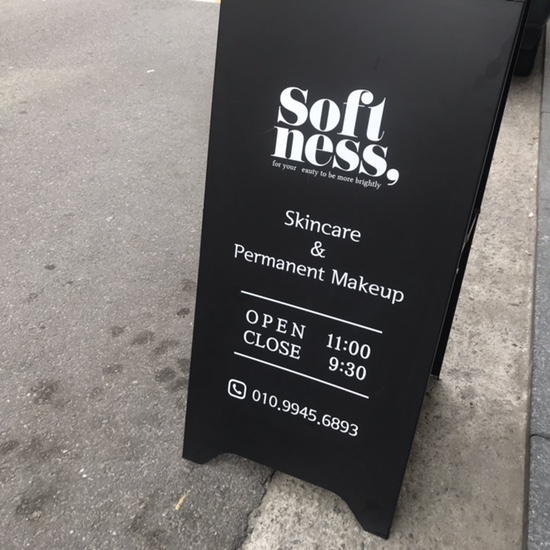 Soft
ness,
for your eauty to be more brightly
Skincare
&
Permanent Makeup
OPEN 11:00
CLOSE 9:30
010.9945.6893